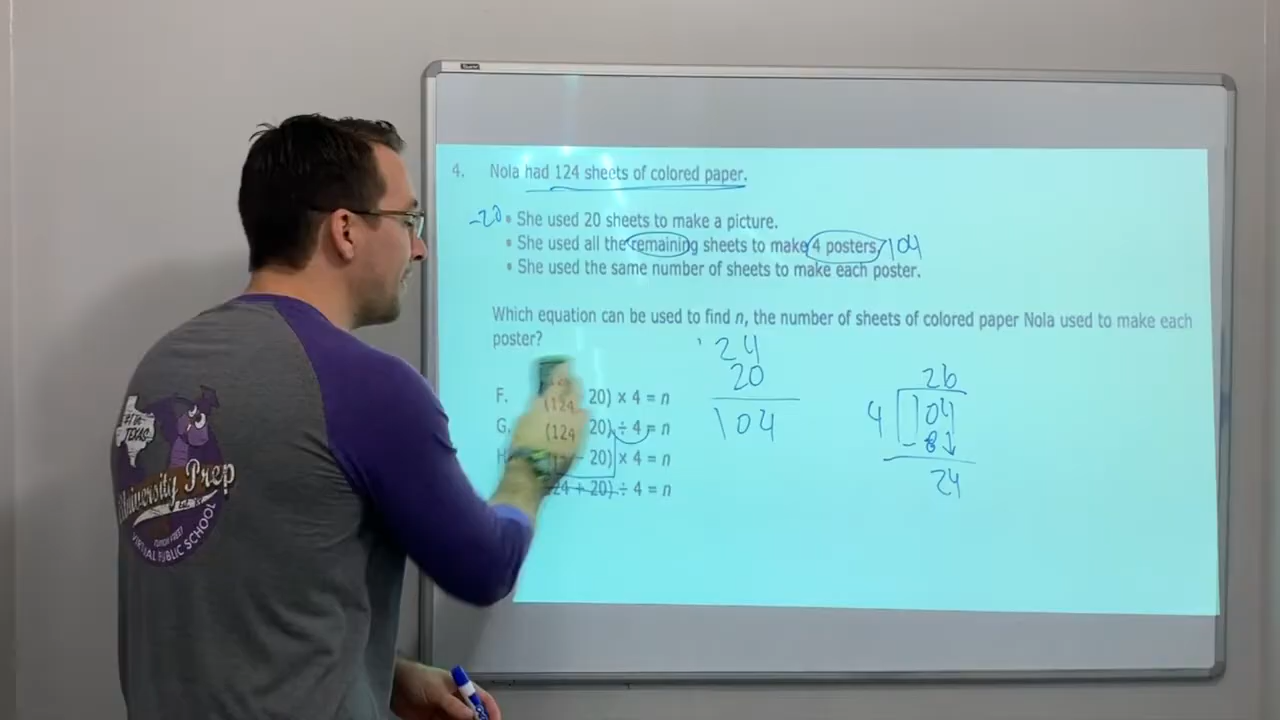 4. Nola had 124 sheets of colored paper.
-20 • She used 20 sheets to make a picture.
• She used all the remaining sheets to make 4 posters. 104
• She used the same number of sheets to make each poster.
Which equation can be used to find n, the number of sheets of colored paper Nola used to make each
poster?
F. (124 20) × 4 = n
G. (124 20) ÷ 4 = n
H. − 20) × 4 = n
24 + 20) ÷ 4 = n
24
20
104
26
4 104
8↓
24
#1 IN
TEXAS
University Prep
VIRTUAL PUBLIC SCHOOL